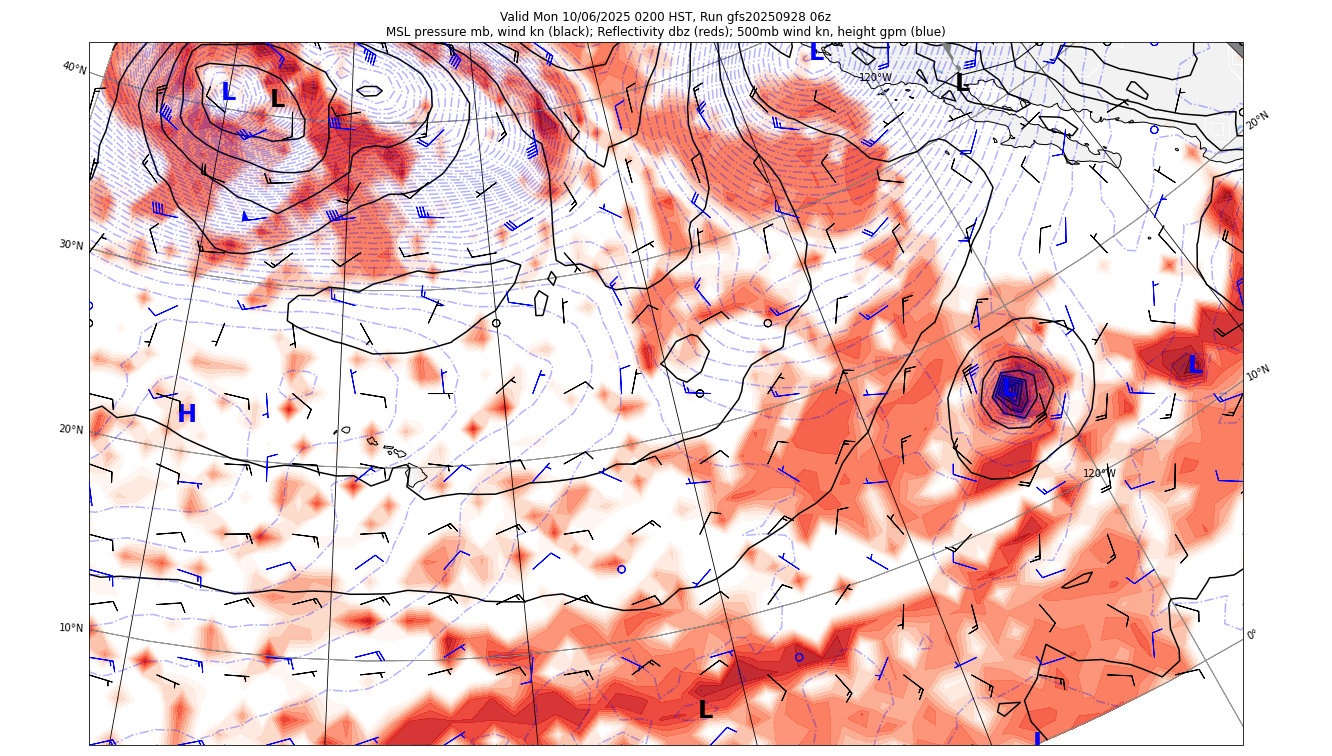 Valid Mon 10/06/2025 0200 HST, Run gfs20250928 06z
MSL pressure mb, wind kn (black); Reflectivity dbz (reds); 500mb wind kn, height gpm (blue)
L
120°W
L
40°N
L
L
20°N
30°N
L
10°N
H
20°N
120°W
10°N
0°
L
L